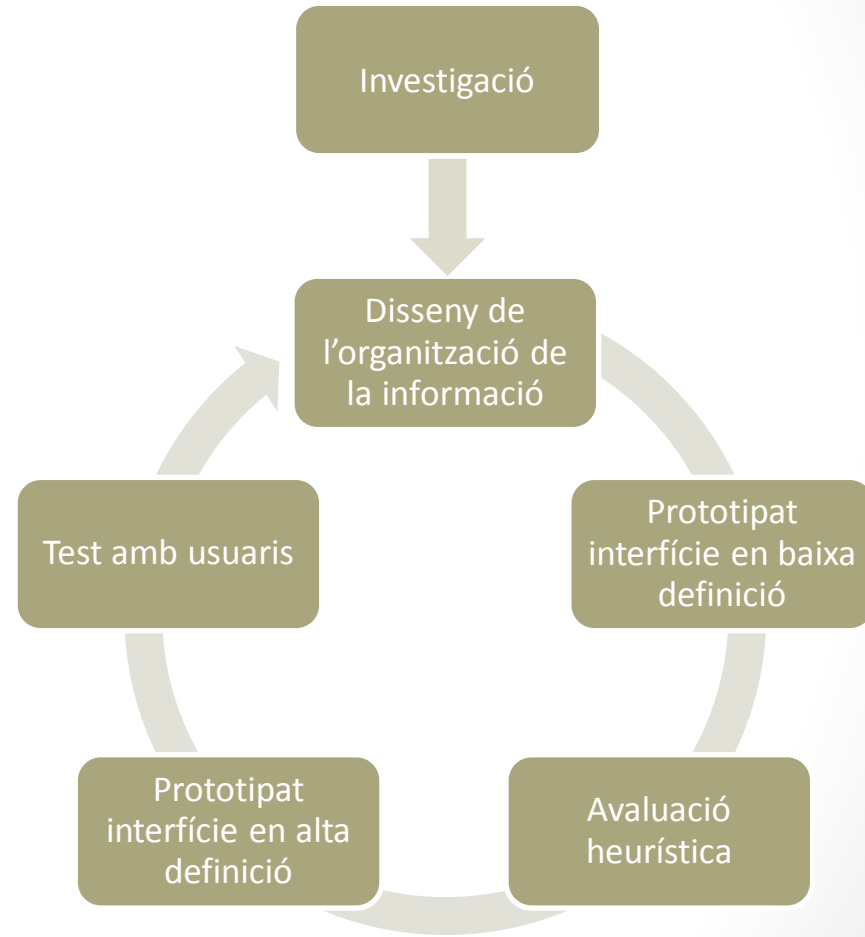 Investigació
Disseny de
l’organització de
la informació
Prototipat
interfície en baixa
definició
Avaluació
heurística
Prototipat
interfície en alta
definició
Test amb usuaris